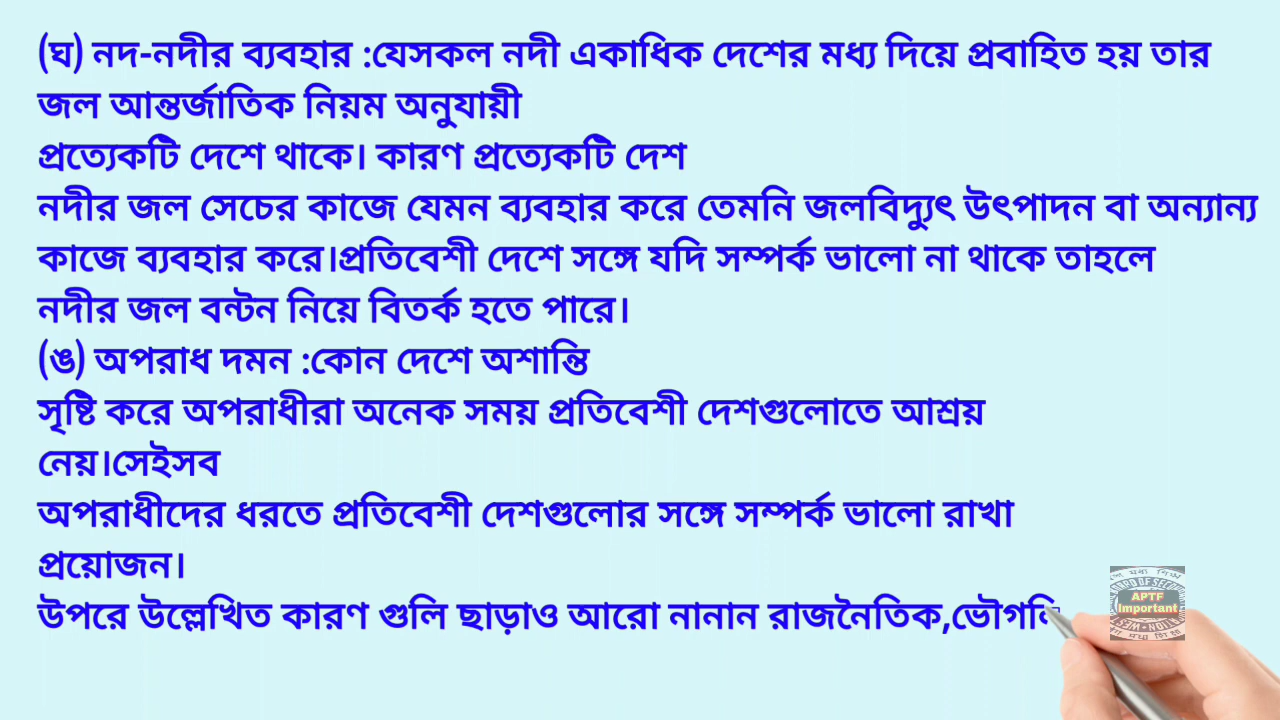 (ঘ) নদ-নদীর ব্যবহার :যেসকল নদী একাধিক দেশের মধ্য দিয়ে প্রবাহিত হয় তার
জল আন্তর্জাতিক নিয়ম অনুযায়ী
প্রত্যেকটি দেশে থাকে। কারণ প্রত্যেকটি দেশ
নদীর জল সেচের কাজে যেমন ব্যবহার করে তেমনি জলবিদ্যুৎ উৎপাদন বা অন্যান্য
কাজে ব্যবহার করে।প্রতিবেশী দেশে সঙ্গে যদি সম্পর্ক ভালো না থাকে তাহলে
নদীর জল বন্টন নিয়ে বিতর্ক হতে পারে।
(ঙ) অপরাধ দমন :কোন দেশে অশান্তি
সৃষ্টি করে অপরাধীরা অনেক সময় প্রতিবেশী দেশগুলোতে আশ্রয়
নেয়।সেইসব
অপরাধীদের ধরতে প্রতিবেশী দেশগুলোর সঙ্গে সম্পর্ক ভালো রাখা
প্রয়োজন।
উপরে উল্লেখিত কারণ গুলি ছাড়াও আরো নানান রাজনৈতিক,
APTF
Important